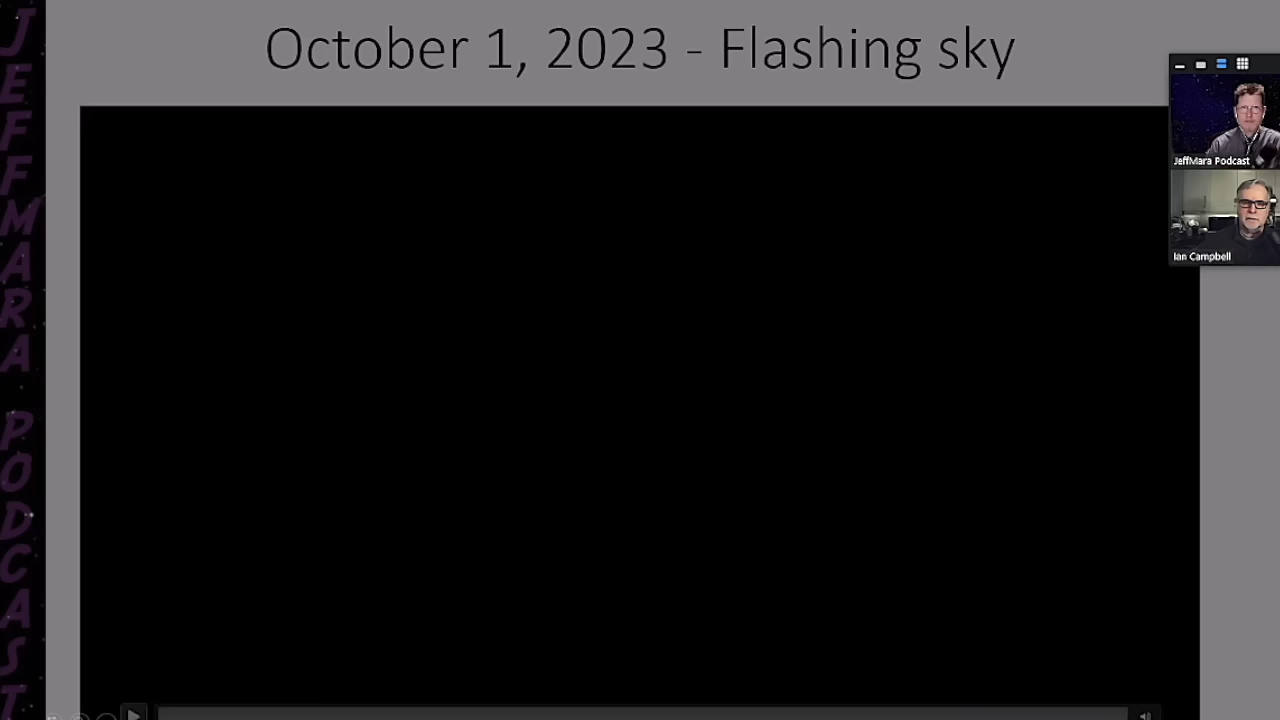 October 1, 2023 - Flashing sky
JEFFMARA PODCAST
JeffMara Podcast
Ian Campbell